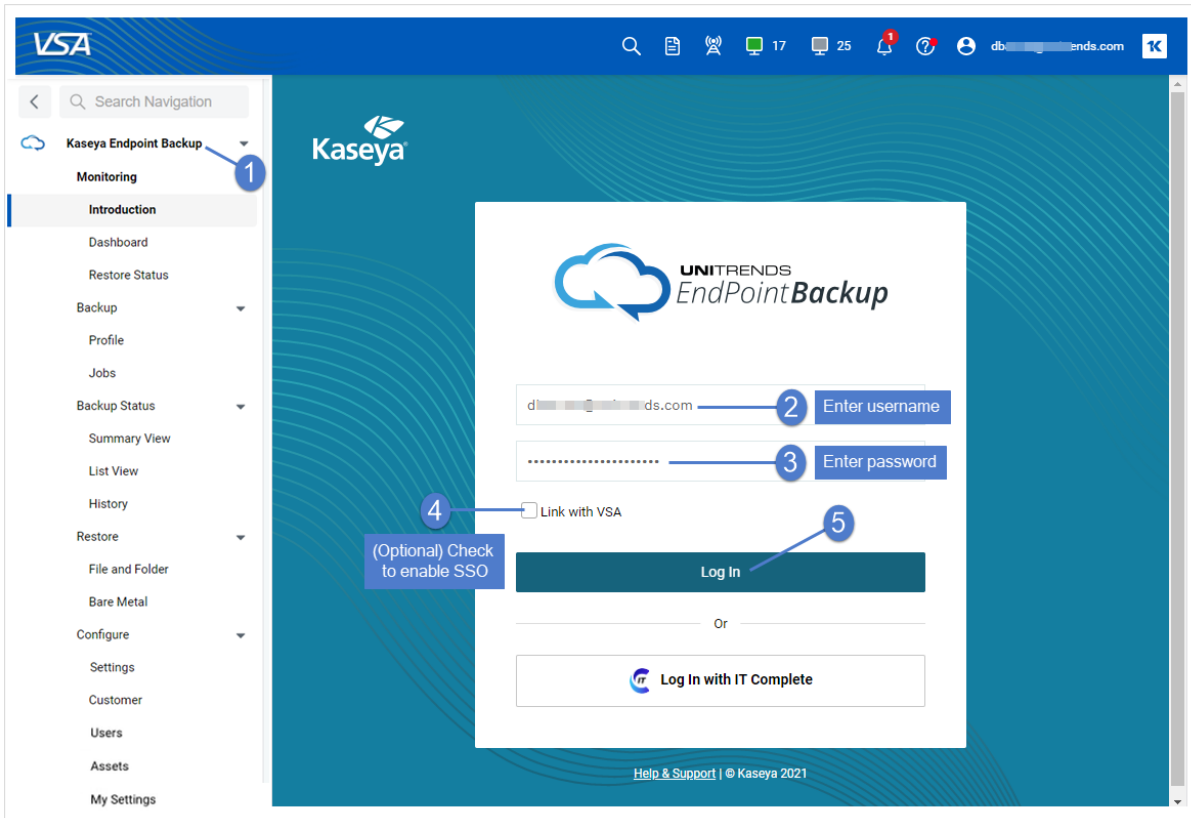 VSA
17
25
1
db
ends.com
Search Navigation
Kaseya Endpoint Backup
1
Monitoring
Introduction
Dashboard
Restore Status
Backup
Profile
Jobs
Backup Status
Summary View
List View
History
Restore
File and Folder
Bare Metal
Configure
Settings
Customer
Users
Assets
My Settings
Kaseya
UNITRENDS
EndPointBackup
d
ds.com
2
Enter username
3
Enter password
4
Link with VSA
(Optional) Check
to enable SSO
5
Log In
Or
IT
Log In with IT Complete
Help & Support | © Kaseya 2021